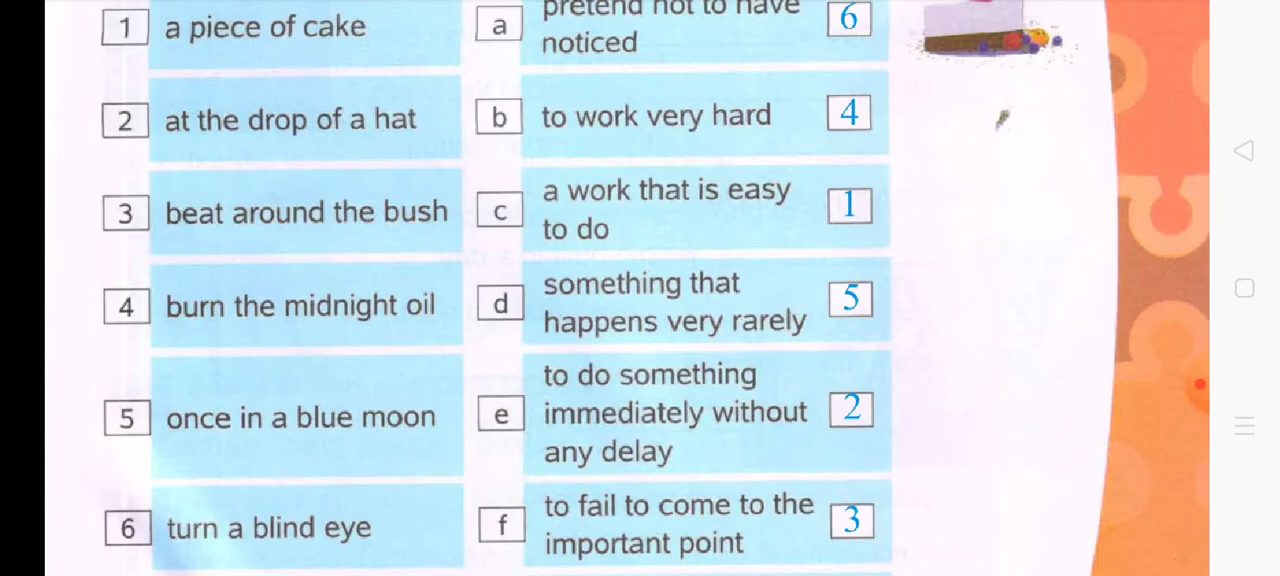 1 a piece of cake a pretend not to have
noticed 6
2 at the drop of a hat b to work very hard 4
3 beat around the bush c a work that is easy
to do 1
4 burn the midnight oil d something that
happens very rarely 5
5 once in a blue moon e to do something
immediately without
any delay 2
6 turn a blind eye f to fail to come to the
important point 3